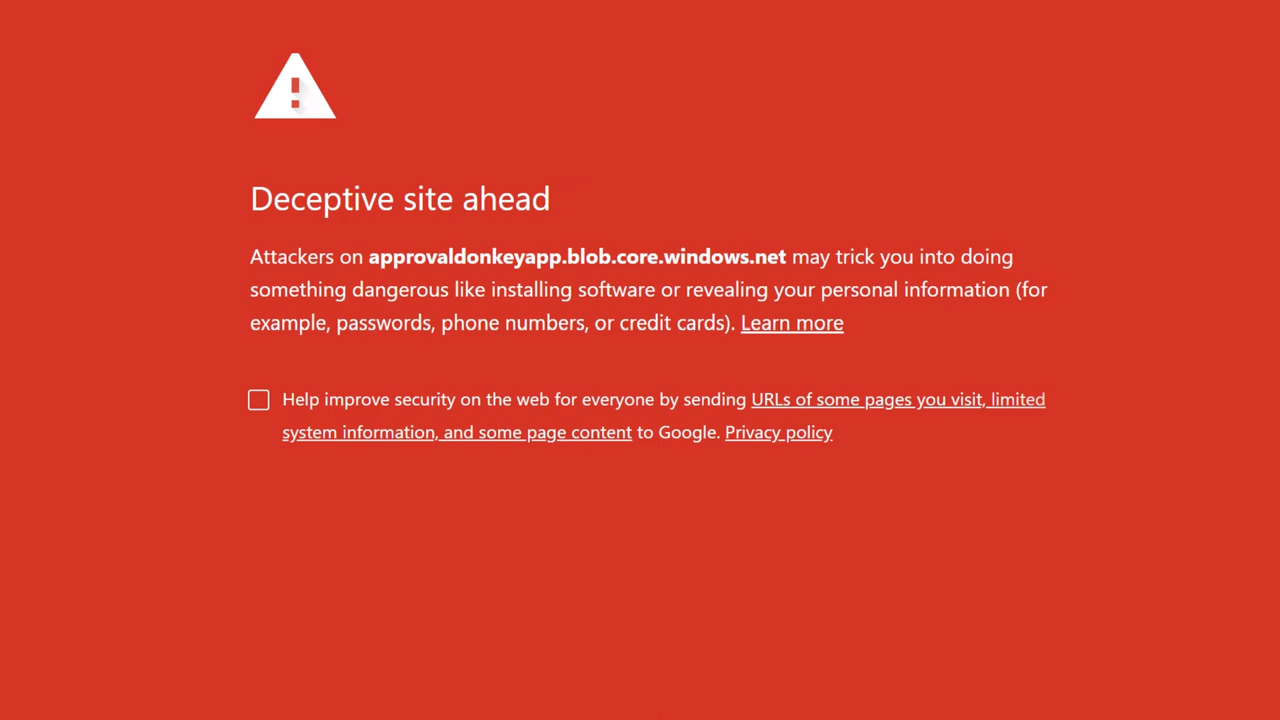 Deceptive site ahead
Attackers on approvaldonkeyapp.blob.core.windows.net may trick you into doing
something dangerous like installing software or revealing your personal information (for
example, passwords, phone numbers, or credit cards). Learn more
Help improve security on the web for everyone by sending URLs of some pages you visit, limited
system information, and some page content to Google. Privacy policy